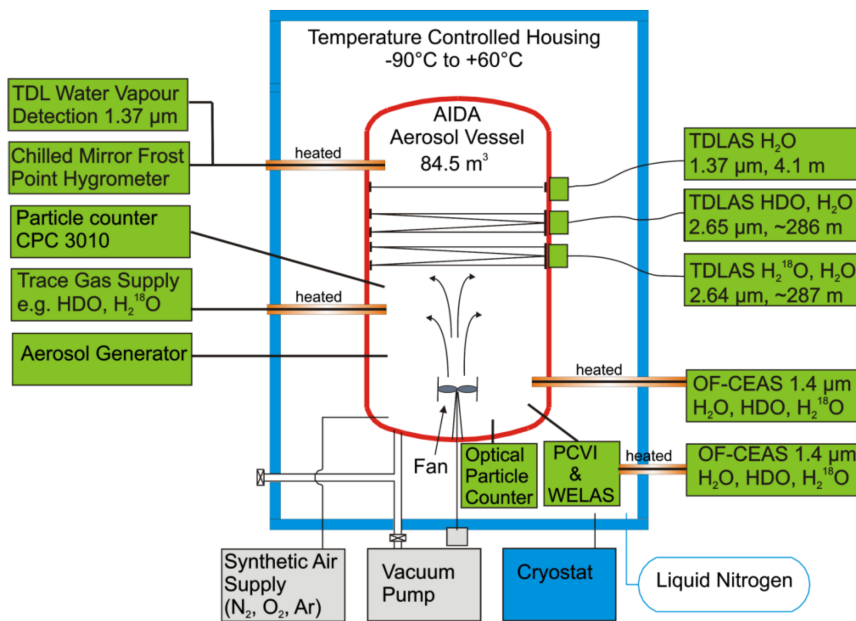 Temperature Controlled Housing
-90°C to +60°C
AIDA
Aerosol Vessel
84.5 m³
TDL Water Vapour
Detection 1.37 µm
Chilled Mirror Frost
Point Hygrometer
heated
Particle counter
CPC 3010
Trace Gas Supply
e.g. HDO, H₂¹⁸O
heated
Aerosol Generator
TDLAS H₂O
1.37 µm, 4.1 m
TDLAS HDO, H₂O
2.65 µm, ~286 m
TDLAS H₂¹⁸O, H₂O
2.64 µm, ~287 m
heated
OF-CEAS 1.4 µm
H₂O, HDO, H₂¹⁸O
heated
OF-CEAS 1.4 µm
H₂O, HDO, H₂¹⁸O
Fan
Optical
Particle
Counter
PCVI
&
WELAS
Synthetic Air
Supply
(N₂, O₂, Ar)
Vacuum
Pump
Cryostat
Liquid Nitrogen